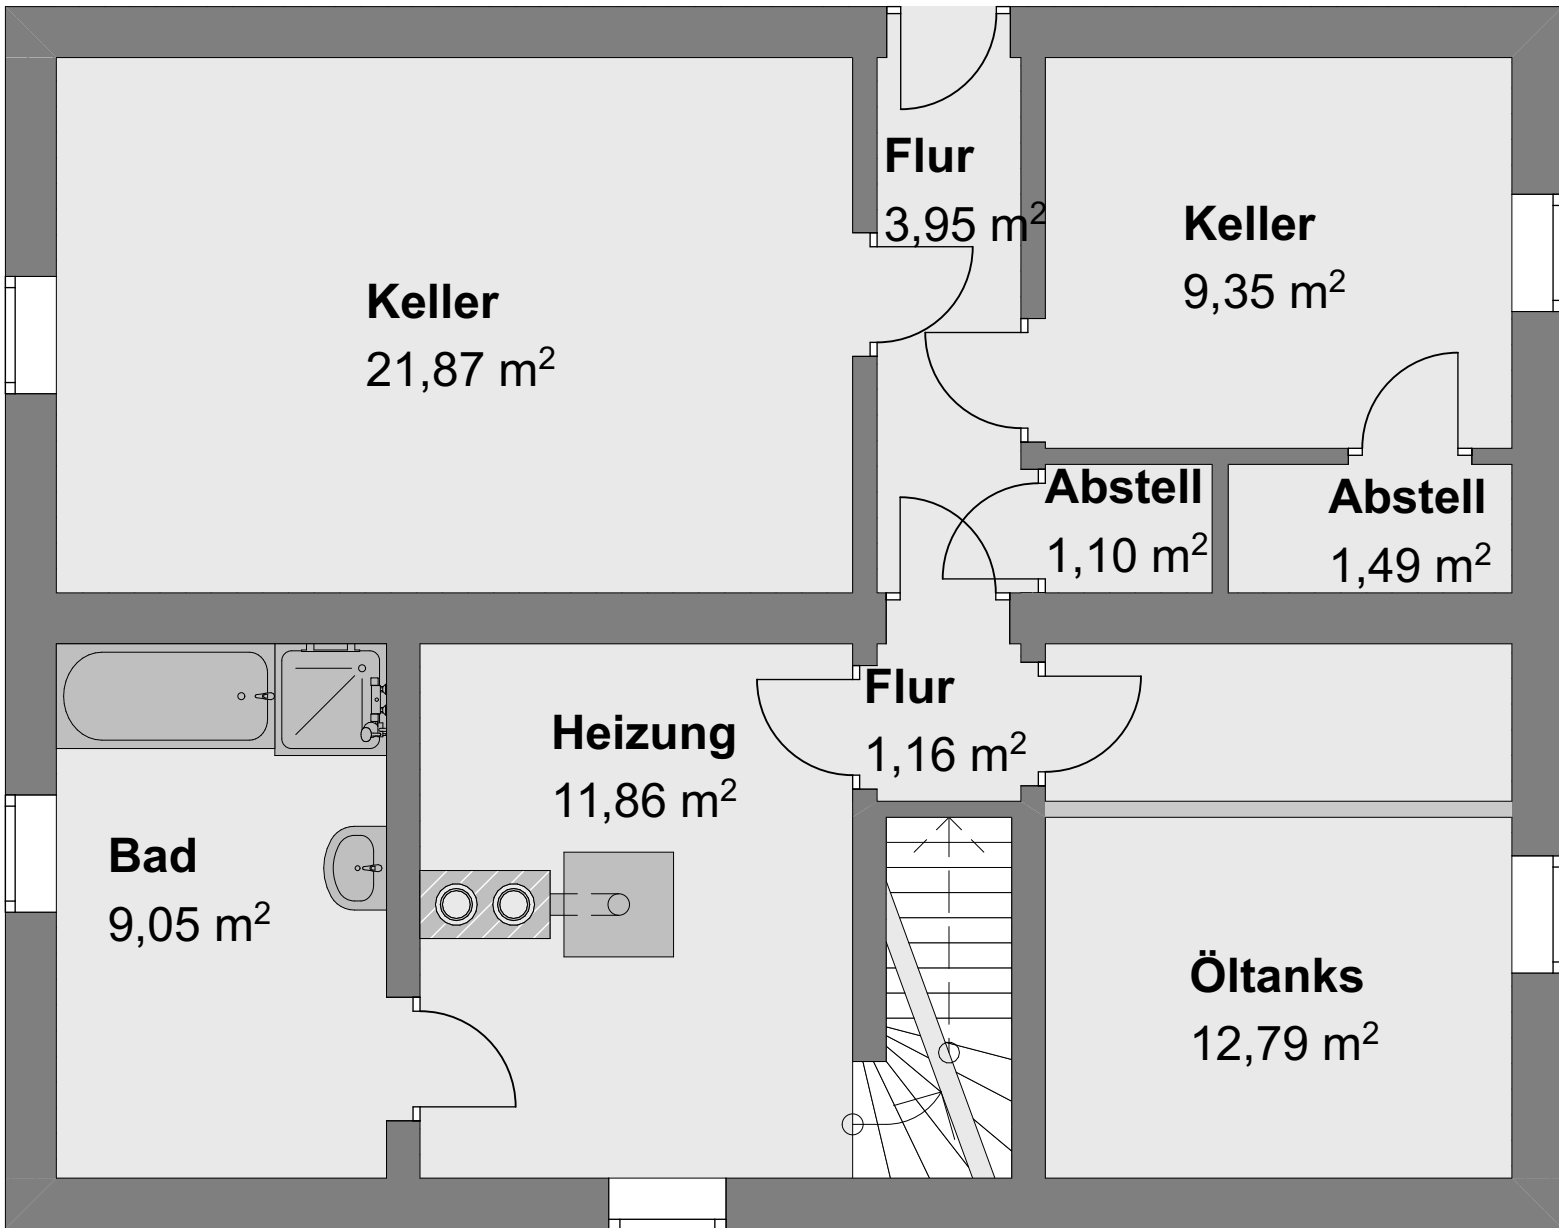 Flur
3,95 m²
Keller
9,35 m²
Keller
21,87 m²
Abstell
1,10 m²
Abstell
1,49 m²
Flur
1,16 m²
Heizung
11,86 m²
Bad
9,05 m²
Öltanks
12,79 m²